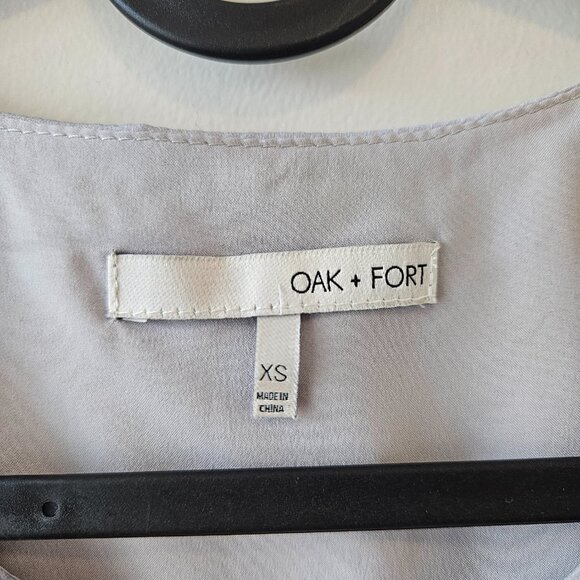 OAK + FORT
XS
MADE IN
CHINA